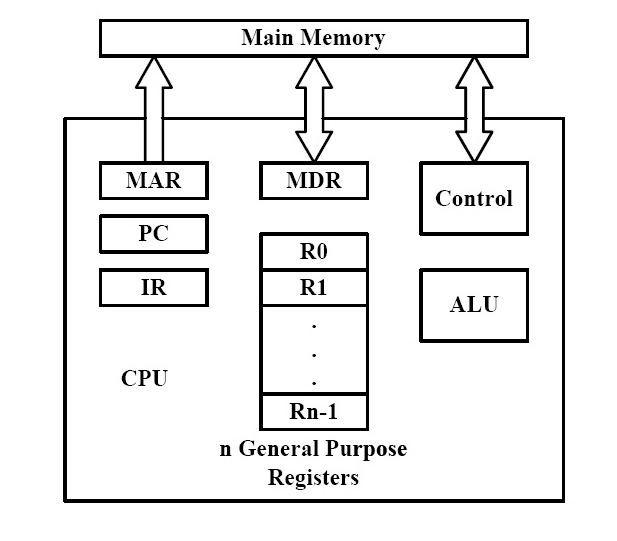 Main Memory
MAR
MDR
Control
PC
R0
IR
R1
ALU
.
.
.
CPU
Rn-1
n General Purpose
Registers